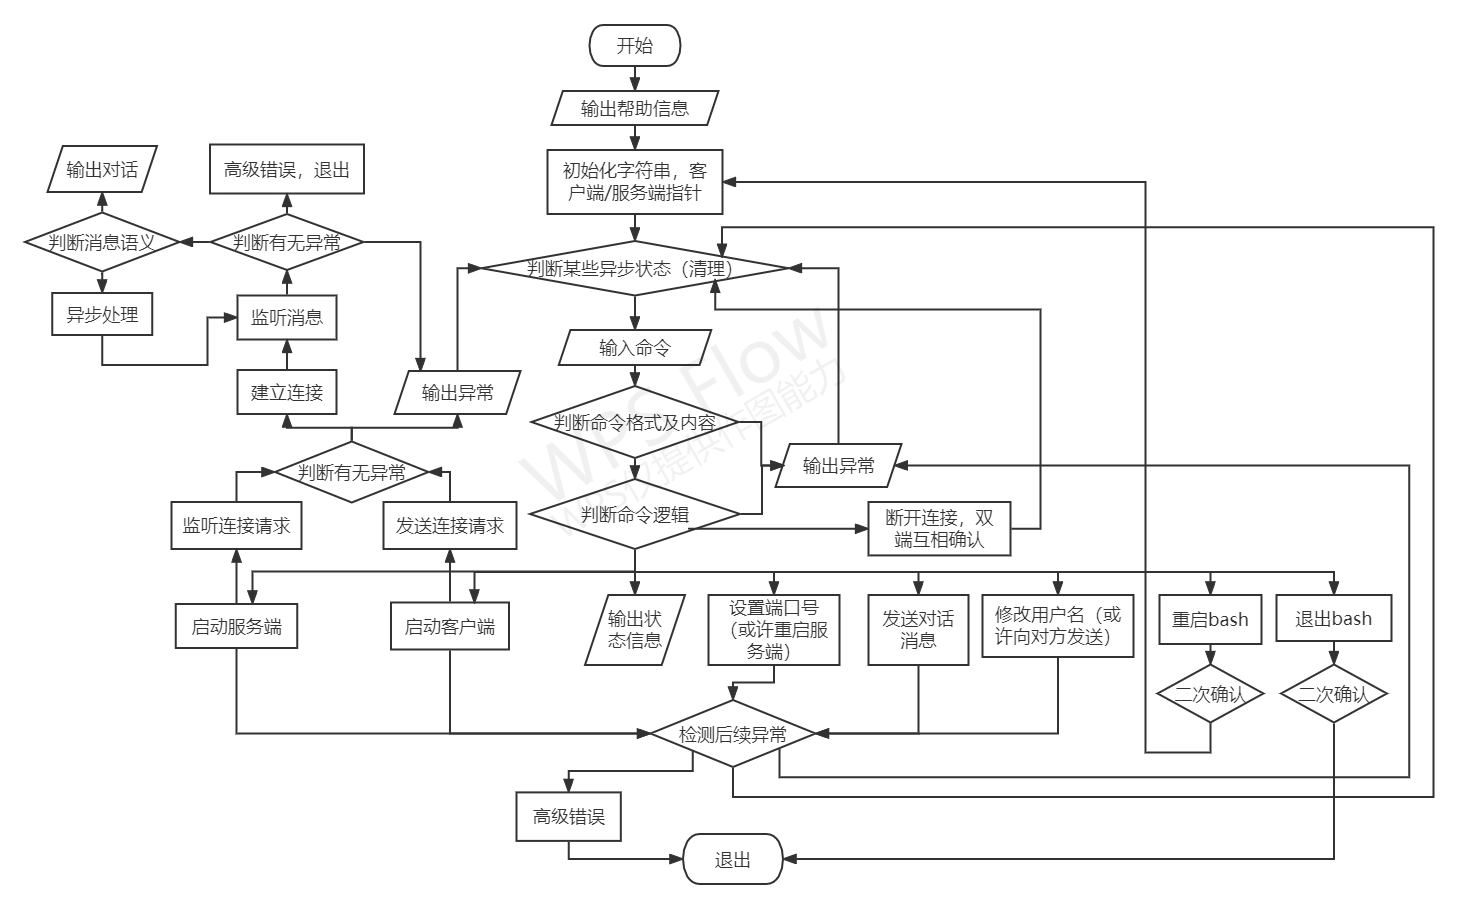 开始
输出帮助信息
初始化字符串，客
户端/服务端指针
输出对话
高级错误，退出
判断消息语义
判断有无异常
判断某些异步状态（清理）
异步处理
监听消息
输入命令
建立连接
输出异常
判断命令格式及内容
判断有无异常
输出异常
监听连接请求
发送连接请求
判断命令逻辑
断开连接，双
端互相确认
启动服务端
启动客户端
输出状
态信息
设置端口号
（或许重启服
务端）
发送对话
消息
修改用户名（或
许向对方发送）
重启bash
退出bash
二次确认
二次确认
检测后续异常
高级错误
退出
WPS Flow
WPS仅提供作图能力